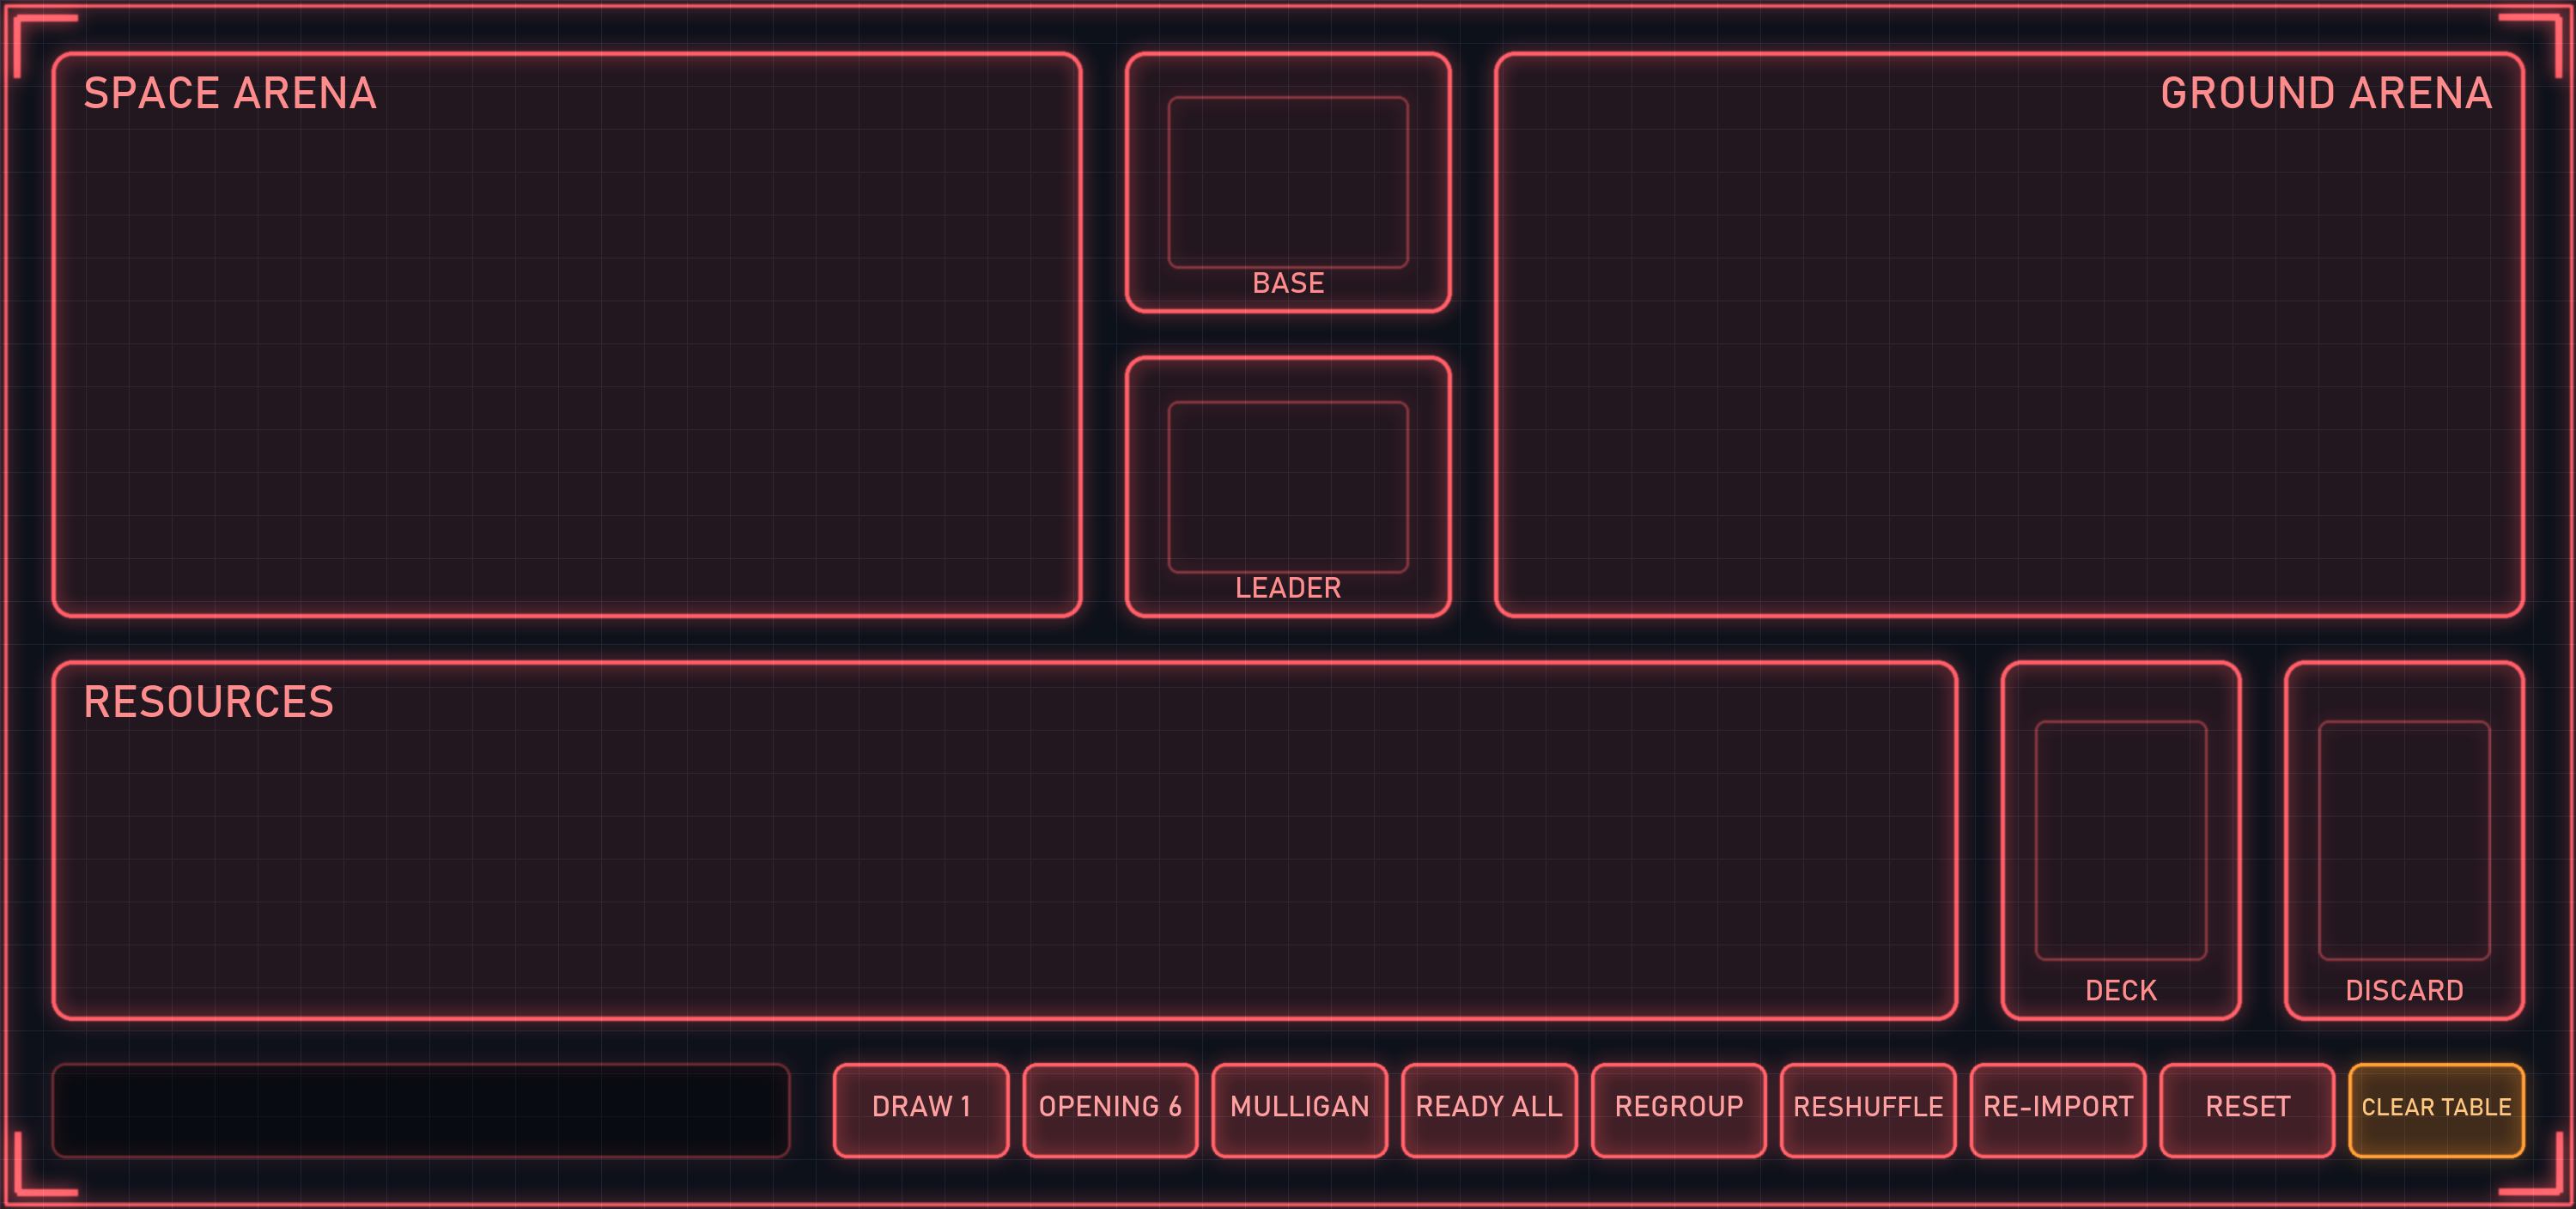 SPACE ARENA
BASE
GROUND ARENA
LEADER
RESOURCES
DECK
DISCARD
DRAW 1
OPENING 6
MULLIGAN
READY ALL
REGROUP
RESHUFFLE
RE-IMPORT
RESET
CLEAR TABLE